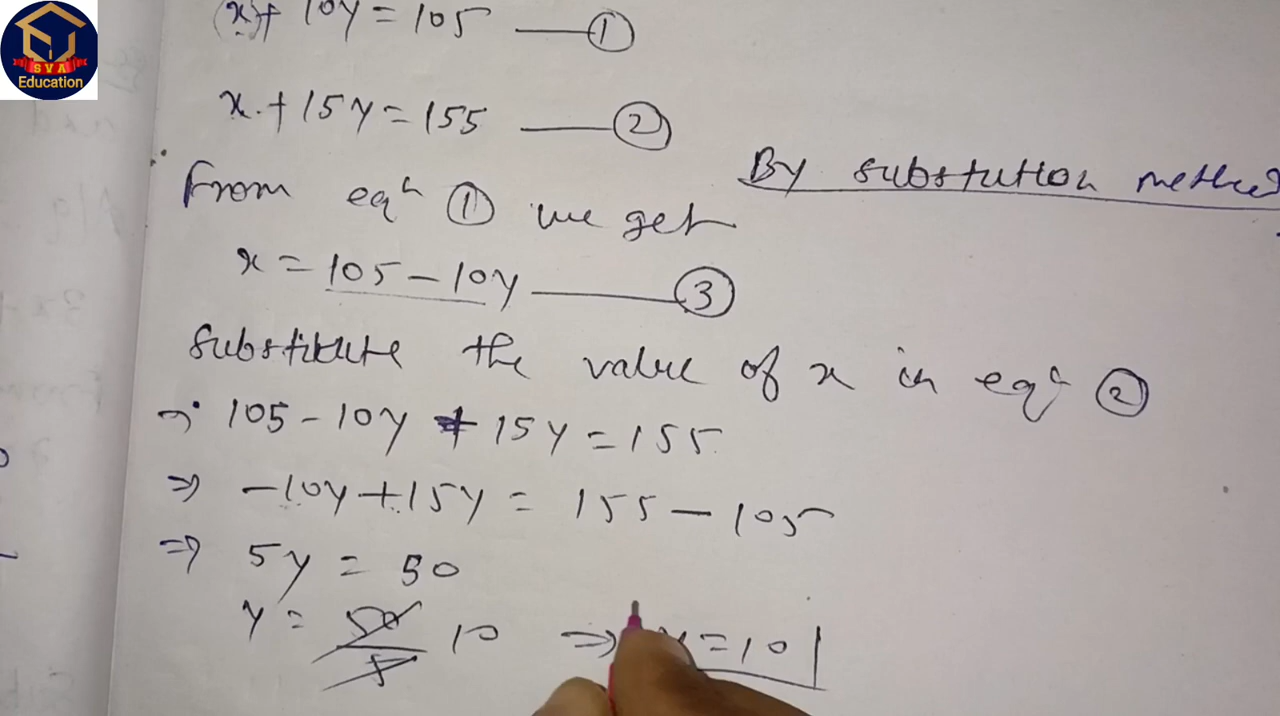 SVA
Education
x + 10y = 105 — ①
x + 15y = 155 — ②
By substution method
From eqn ① we get
x = 105 - 10y — ③
Substitute the value of x in eqn ②
⇒ 105 - 10y + 15y = 155
⇒ -10y + 15y = 155 - 105
⇒ 5y = 50
y = 50/5 10 ⇒ y = 10